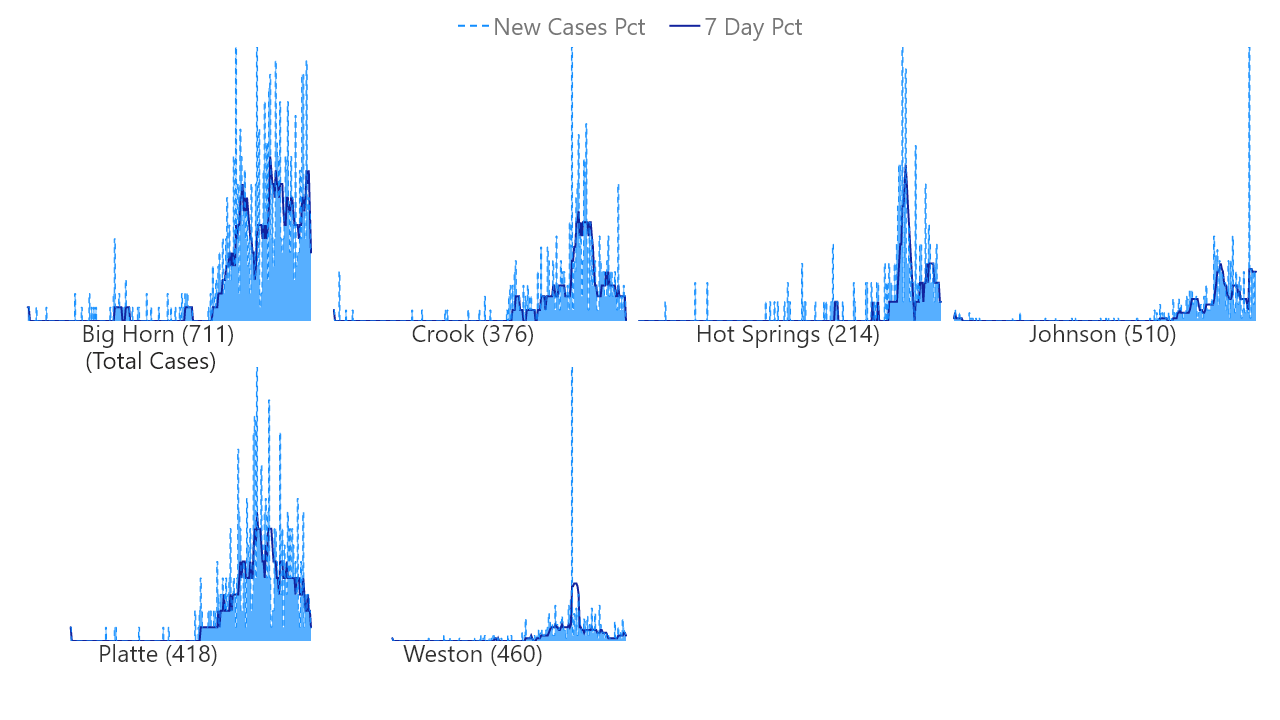 New Cases Pct 7 Day Pct
Big Horn (711) Crook (376) Hot Springs (214) Johnson (510)
(Total Cases)
Platte (418) Weston (460)